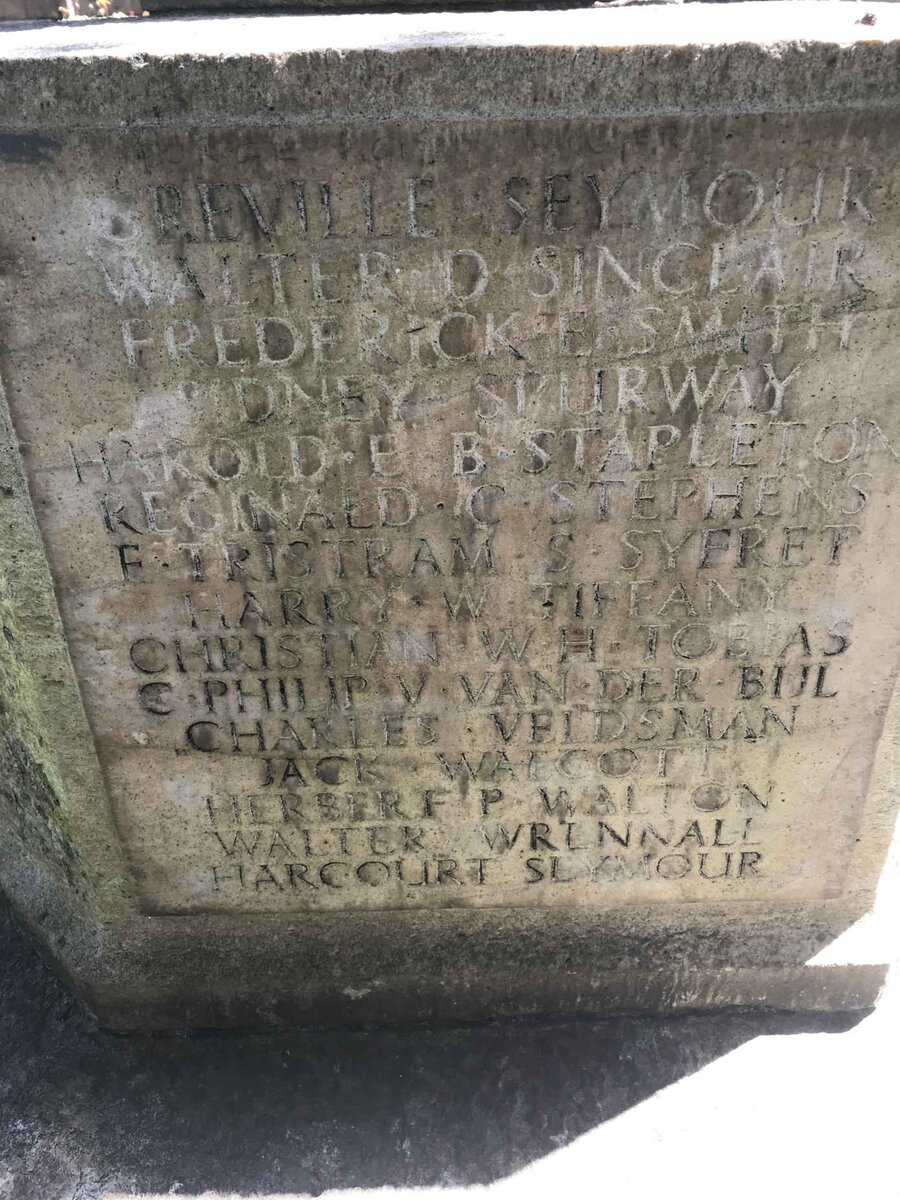 GREVILLE SEYMOUR
WALTER · D · SINCLAIR
FREDERICK · E · SMITH
SIDNEY SPURWAY
HAROLD · E · B · STAPLETON
REGINALD · C · STEPHENS
F · TRISTRAM S · SYFRET
HARRY · W TIFFANY
CHRISTIAN · W · H · TOBIAS
C · PHILIP · V · VAN · DER · BIJL
CHARLES · VELDSMAN
JACK WALCOTT
HERBERT P WALTON
WALTER WRENNALL
HARCOURT SEYMOUR